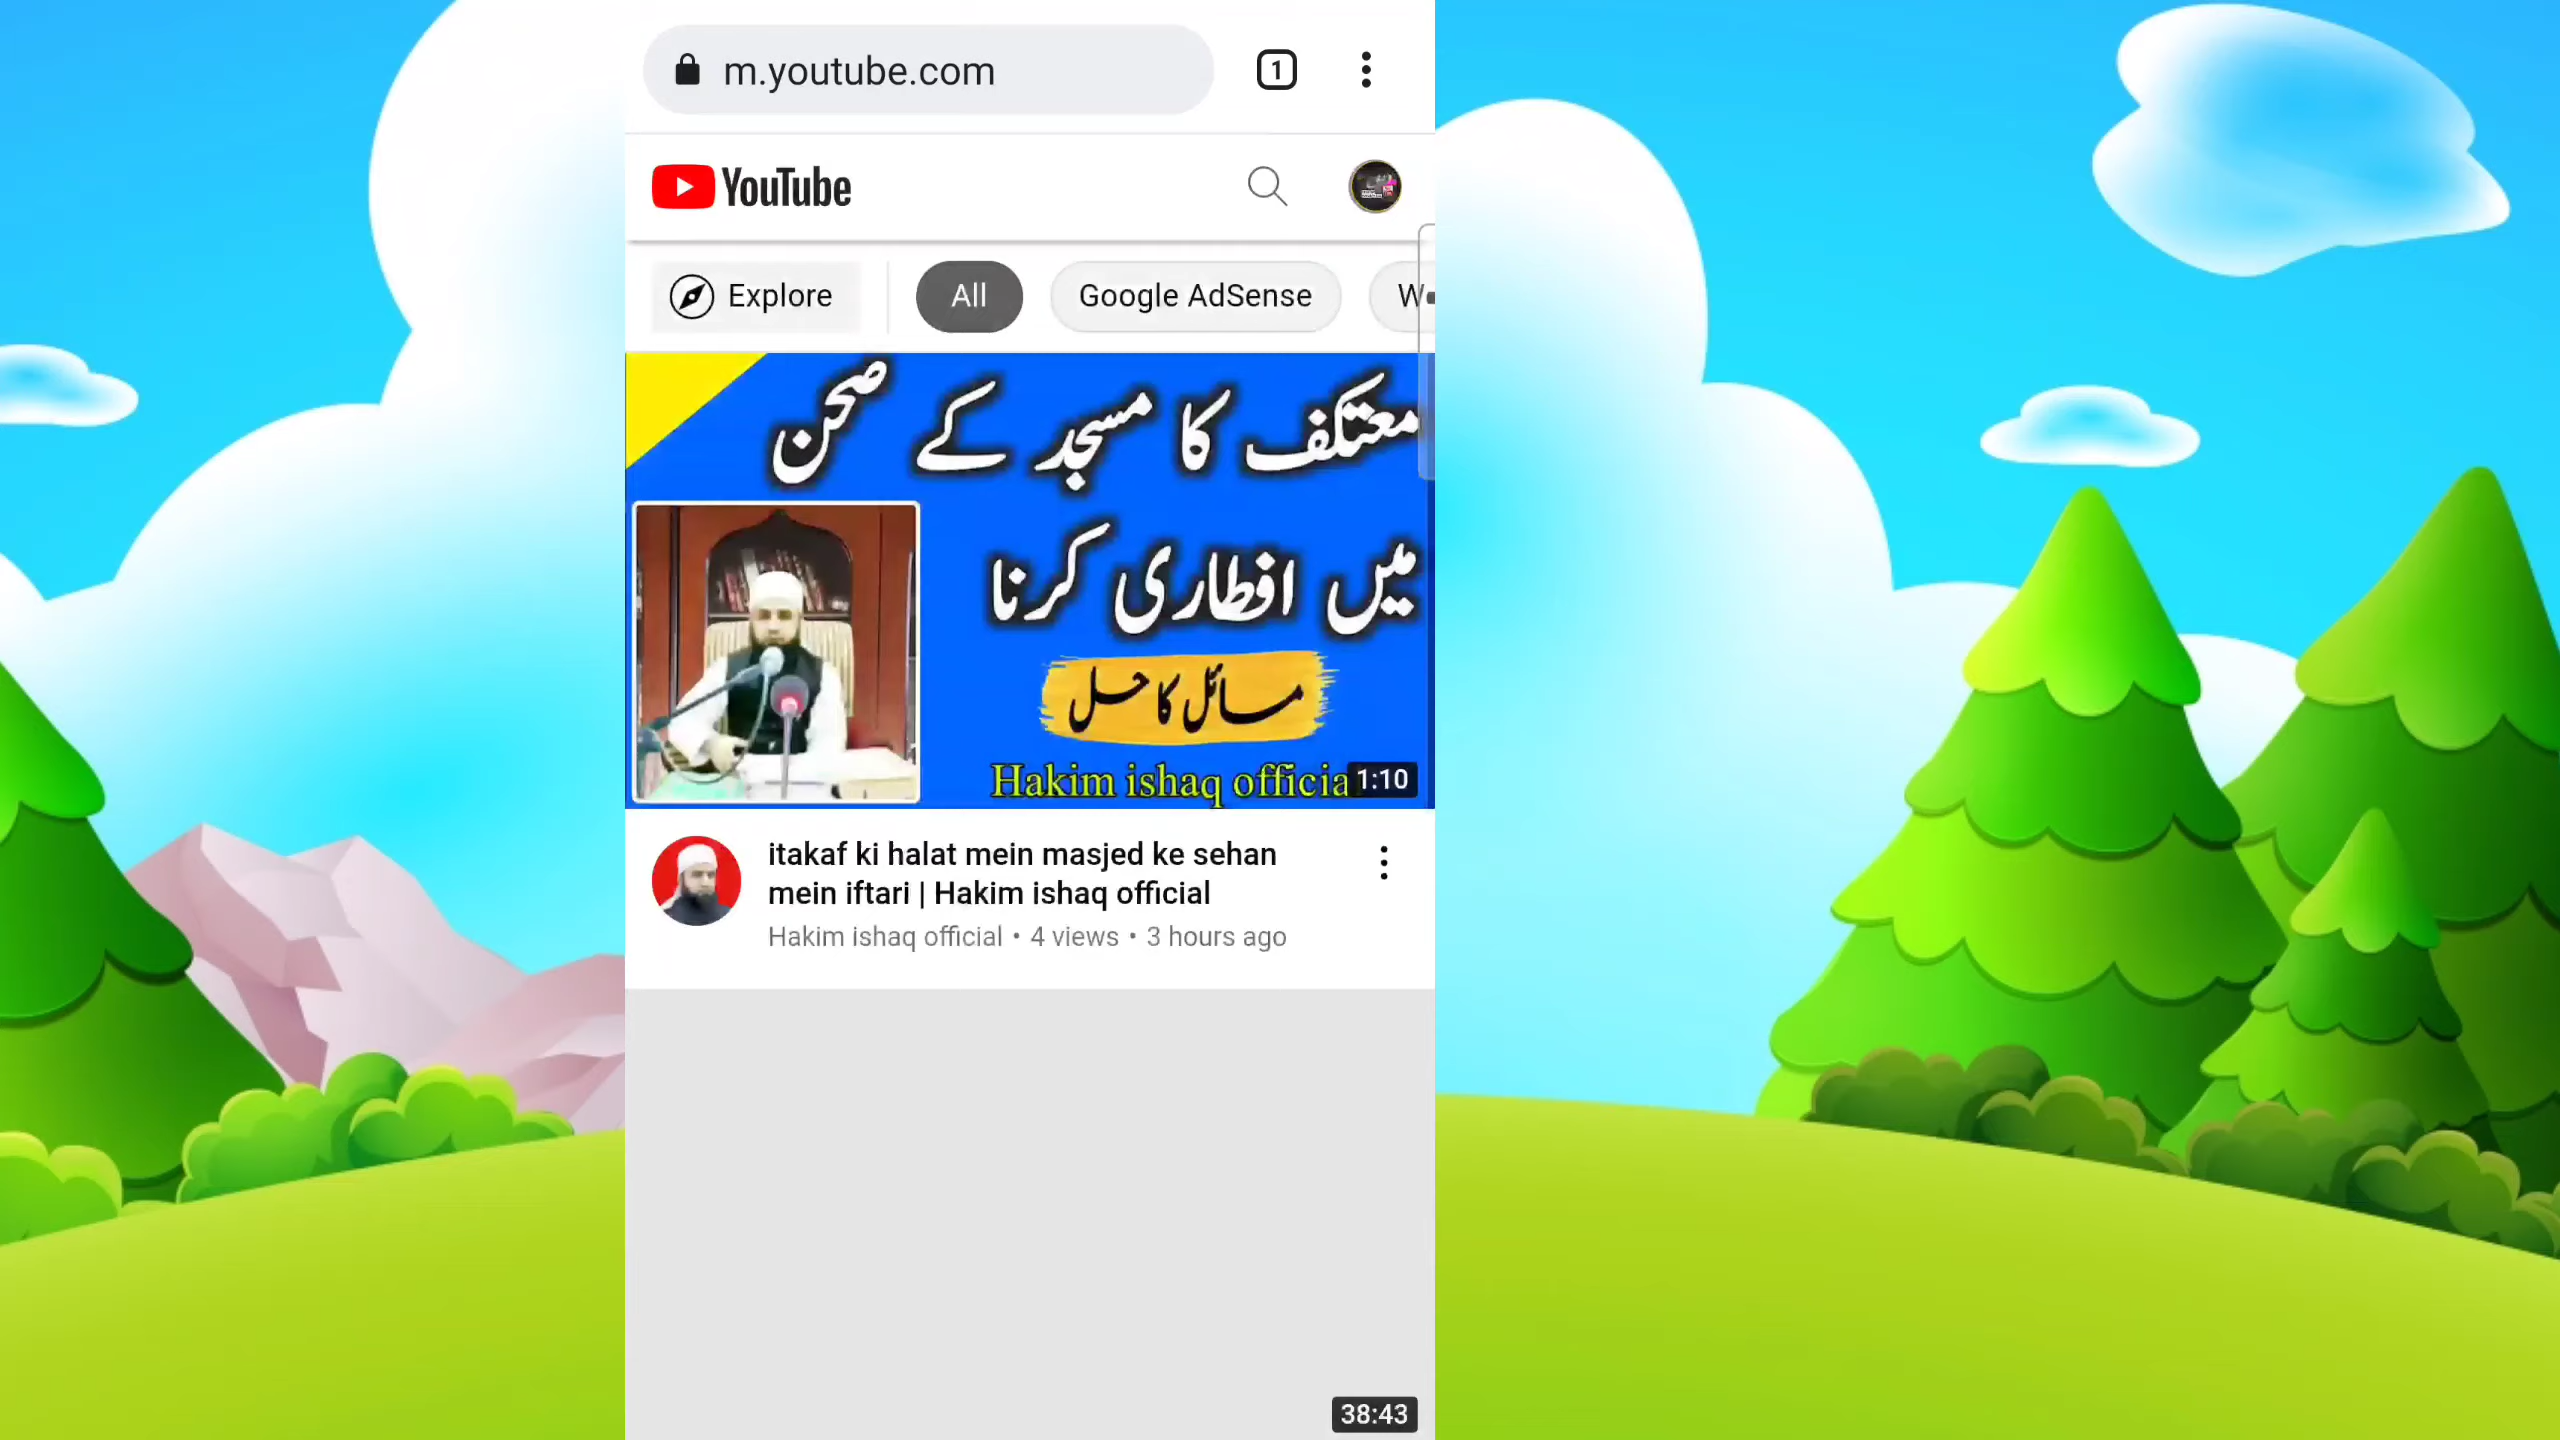 m.youtube.com
1
YouTube
Explore
All
Google AdSense
معتکف کا مسجد کے صحن
میں افطاری کرنا
مسائل کا حل
Hakim ishaq officia
1:10
itakaf ki halat mein masjed ke sehan
mein iftari | Hakim ishaq official
Hakim ishaq official • 4 views • 3 hours ago
38:43